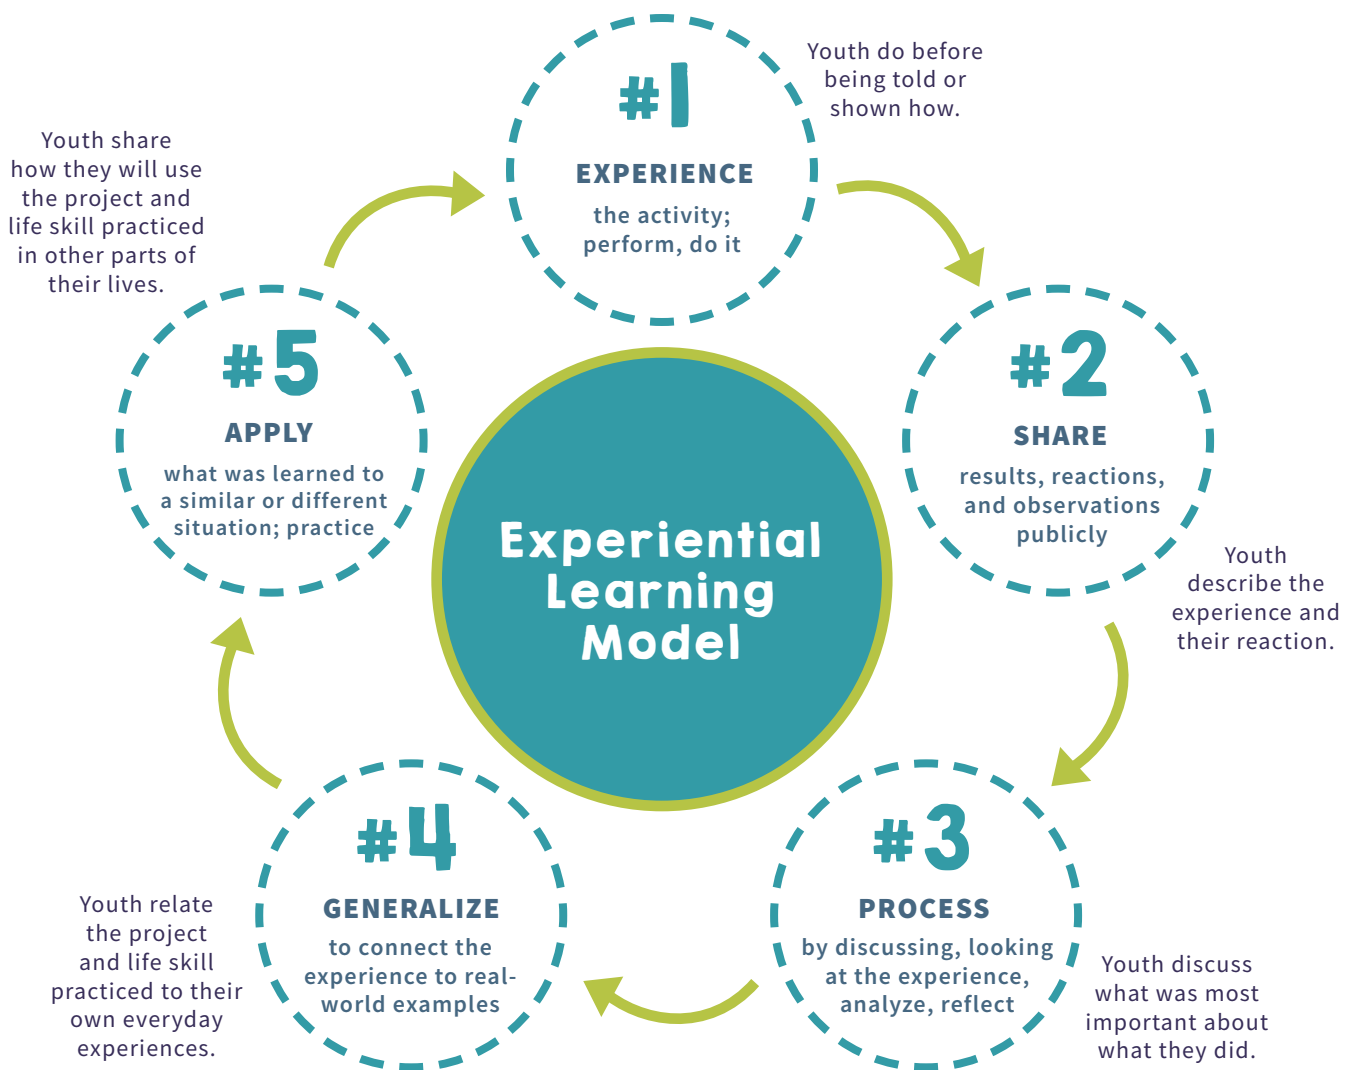 #1
EXPERIENCE
the activity;
perform, do it
Youth do before
being told or
shown how.
#2
SHARE
results, reactions,
and observations
publicly
Youth
describe the
experience and
their reaction.
#3
PROCESS
by discussing, looking
at the experience,
analyze, reflect
Youth discuss
what was most
important about
what they did.
#4
GENERALIZE
to connect the
experience to real-
world examples
Youth relate
the project
and life skill
practiced to their
own everyday
experiences.
#5
APPLY
what was learned to
a similar or different
situation; practice
Youth share
how they will use
the project and
life skill practiced
in other parts of
their lives.
Experiential
Learning
Model